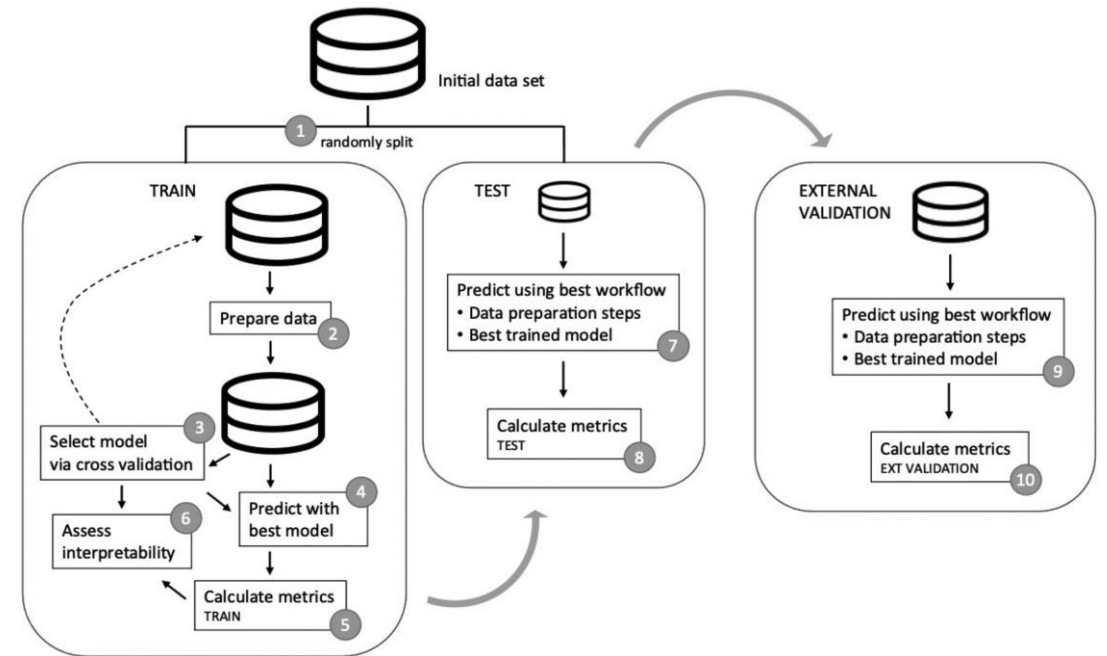 Initial data set
1
randomly split
TRAIN
Prepare data
2
3
Select model
via cross validation
4
Predict with
best model
6
Assess
interpretability
Calculate metrics
TRAIN
5
TEST
Predict using best workflow
• Data preparation steps
• Best trained model
7
Calculate metrics
TEST
8
EXTERNAL
VALIDATION
Predict using best workflow
• Data preparation steps
• Best trained model
9
Calculate metrics
EXT VALIDATION
10